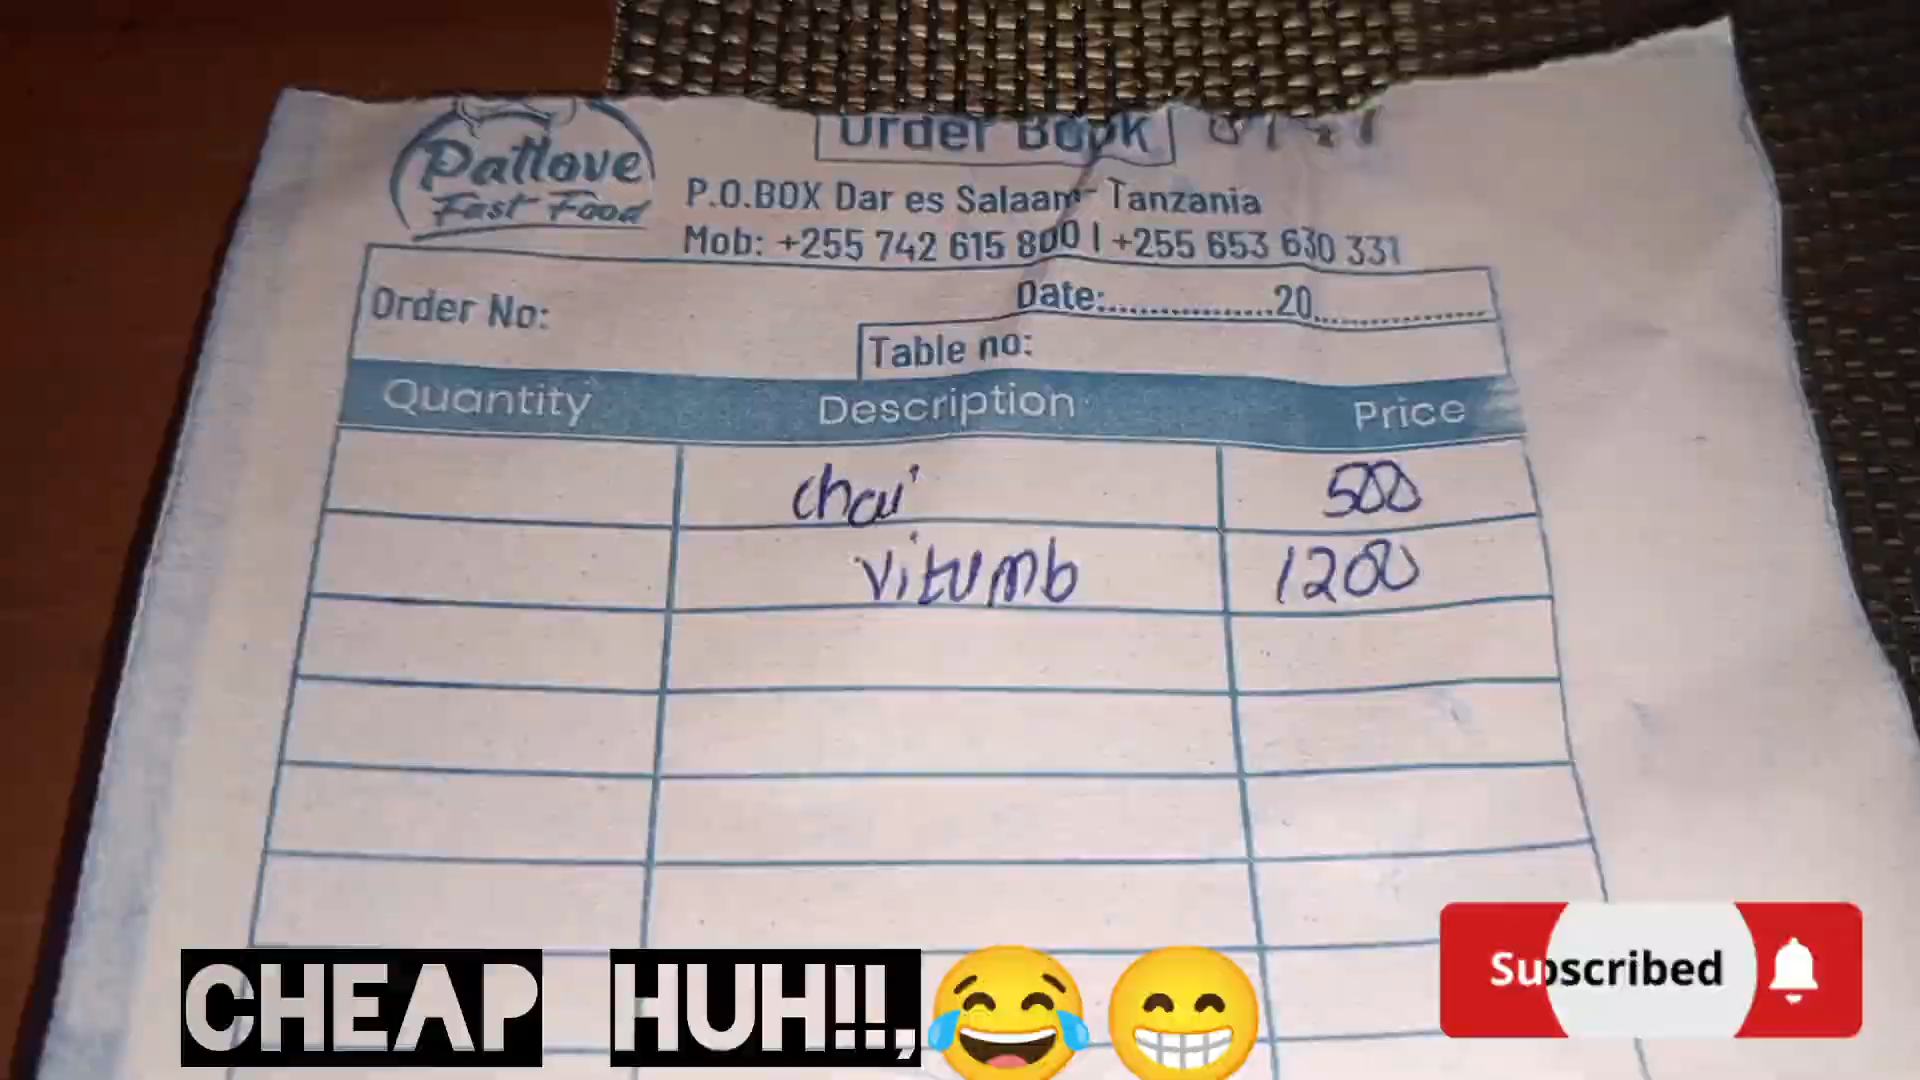 Patlove
Fast Food
Order Book
P.O.BOX Dar es Salaam- Tanzania
Mob: +255 742 615 800 | +255 653 630 331
Order No:
Date:...............20...............
Table no:
Quantity Description Price
chai 500
vitumb 1200
CHEAP HUH!!,😂😁
Subscribed